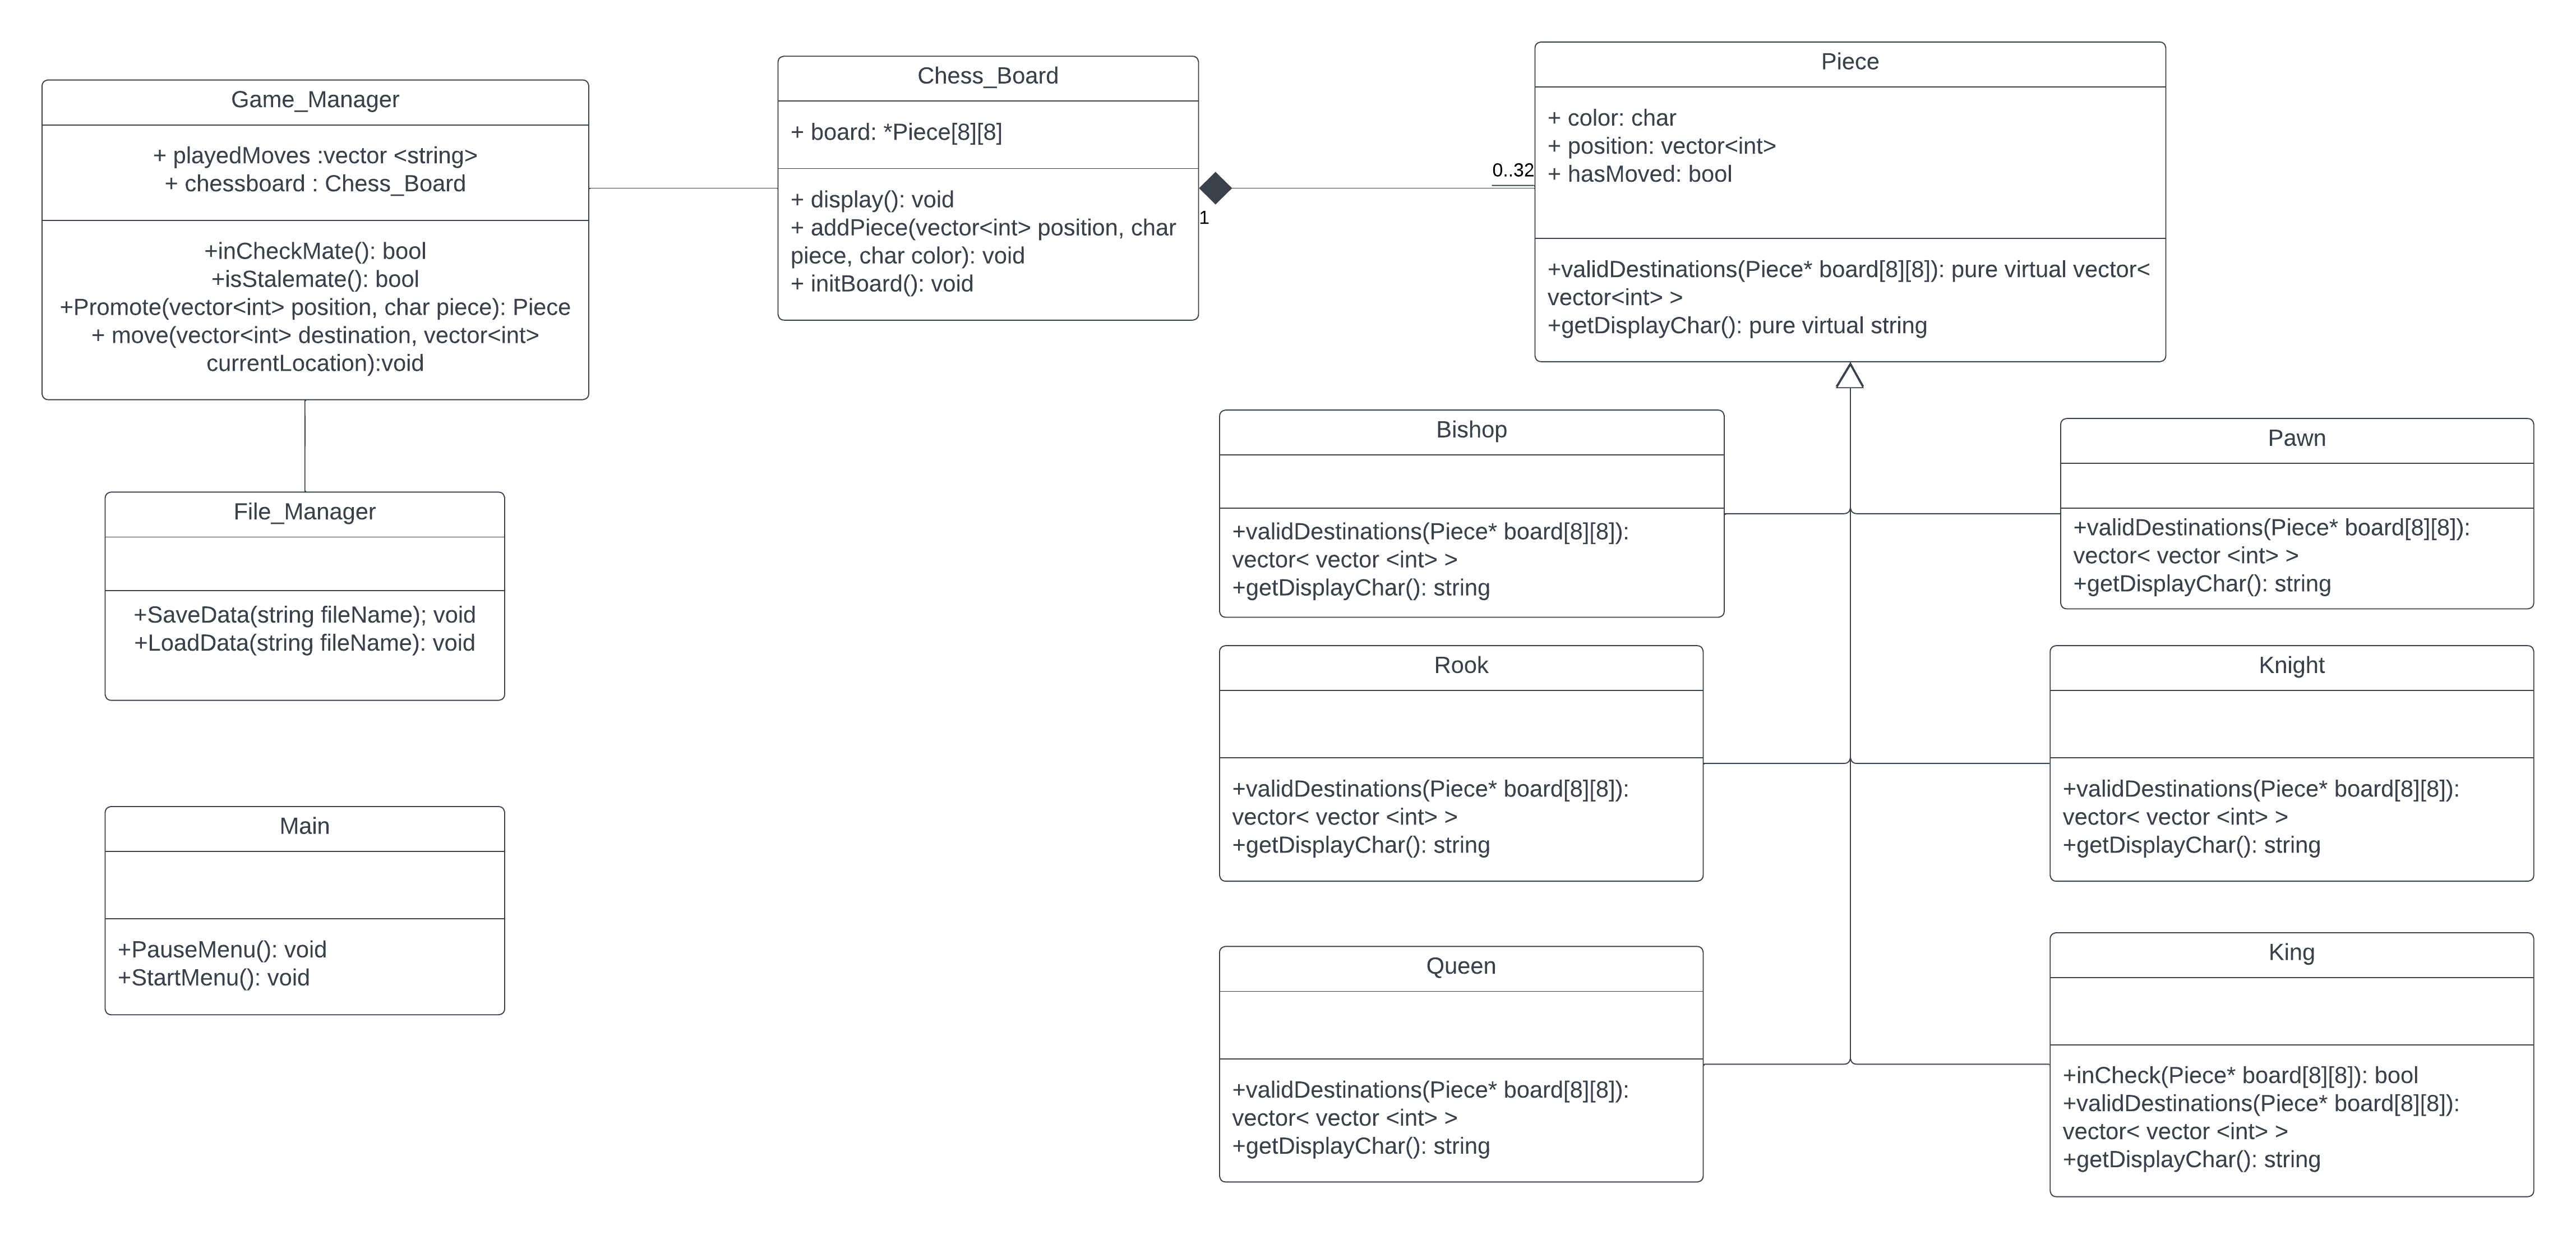 Game_Manager
+ playedMoves :vector <string>
+ chessboard : Chess_Board
+inCheckMate(): bool
+isStalemate(): bool
+Promote(vector<int> position, char piece): Piece
+ move(vector<int> destination, vector<int>
currentLocation):void
Chess_Board
+ board: *Piece[8][8]
+ display(): void
+ addPiece(vector<int> position, char
piece, char color): void
+ initBoard(): void
1
0..32
Piece
+ color: char
+ position: vector<int>
+ hasMoved: bool
+validDestinations(Piece* board[8][8]): pure virtual vector<
vector<int> >
+getDisplayChar(): pure virtual string
File_Manager
+SaveData(string fileName); void
+LoadData(string fileName): void
Main
+PauseMenu(): void
+StartMenu(): void
Bishop
+validDestinations(Piece* board[8][8]):
vector< vector <int> >
+getDisplayChar(): string
Pawn
+validDestinations(Piece* board[8][8]):
vector< vector <int> >
+getDisplayChar(): string
Rook
+validDestinations(Piece* board[8][8]):
vector< vector <int> >
+getDisplayChar(): string
Knight
+validDestinations(Piece* board[8][8]):
vector< vector <int> >
+getDisplayChar(): string
Queen
+validDestinations(Piece* board[8][8]):
vector< vector <int> >
+getDisplayChar(): string
King
+inCheck(Piece* board[8][8]): bool
+validDestinations(Piece* board[8][8]):
vector< vector <int> >
+getDisplayChar(): string